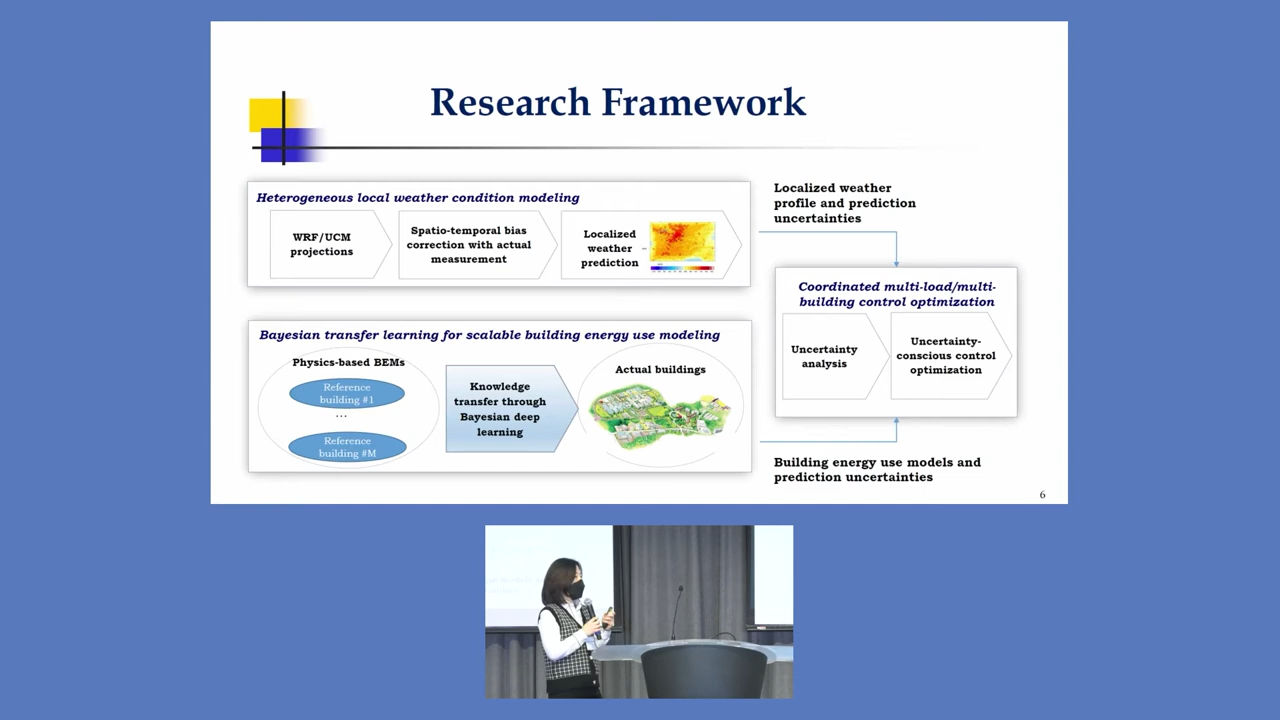 Research Framework
Heterogeneous local weather condition modeling
WRF/UCM
projections
Spatio-temporal bias
correction with actual
measurement
Localized
weather
prediction
Localized weather
profile and prediction
uncertainties
Bayesian transfer learning for scalable building energy use modeling
Physics-based BEMs
Reference
building #1
...
Reference
building #M
Knowledge
transfer through
Bayesian deep
learning
Actual buildings
Coordinated multi-load/multi-
building control optimization
Uncertainty
analysis
Uncertainty-
conscious control
optimization
Building energy use models and
prediction uncertainties
6